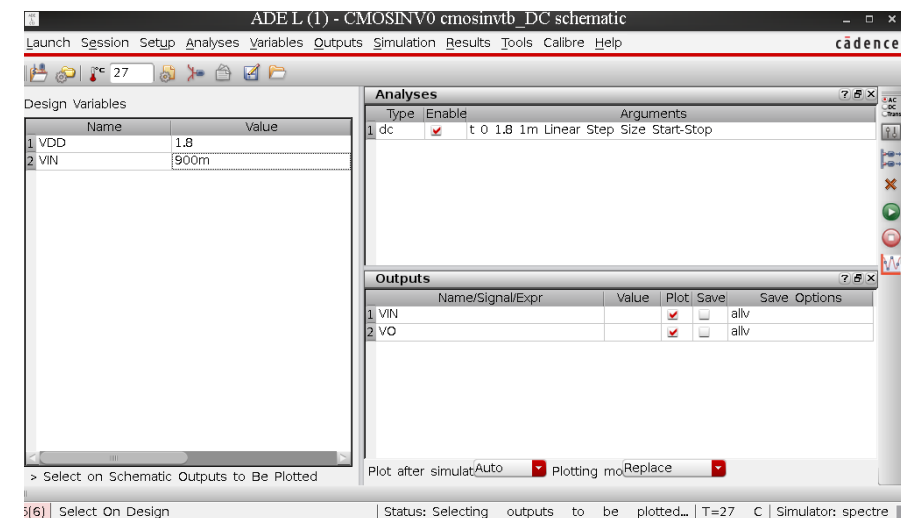 ADE L (1) - CMOSINV0 cmosinvtb_DC schematic
Launch Session Setup Analyses Variables Outputs Simulation Results Tools Calibre Help
cādence
°C 27
Design Variables
Name Value
1 VDD 1.8
2 VIN 900m
> Select on Schematic Outputs to Be Plotted
Analyses
Type Enable Arguments
1 dc t 0 1.8 1m Linear Step Size Start-Stop
AC
DC
Trans
Outputs
Name/Signal/Expr Value Plot Save Save Options
1 VIN allv
2 VO allv
Plot after simulat Auto Plotting mo Replace
5(6) Select On Design
Status: Selecting outputs to be plotted... T=27 C Simulator: spectre